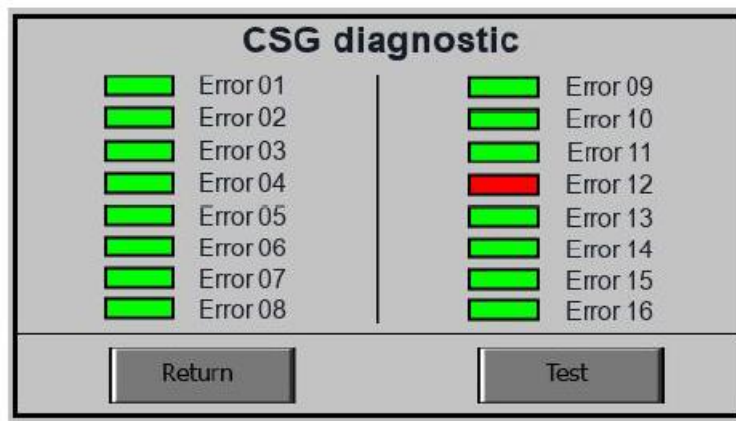 CSG diagnostic
Error 01
Error 02
Error 03
Error 04
Error 05
Error 06
Error 07
Error 08
Error 09
Error 10
Error 11
Error 12
Error 13
Error 14
Error 15
Error 16
Return
Test